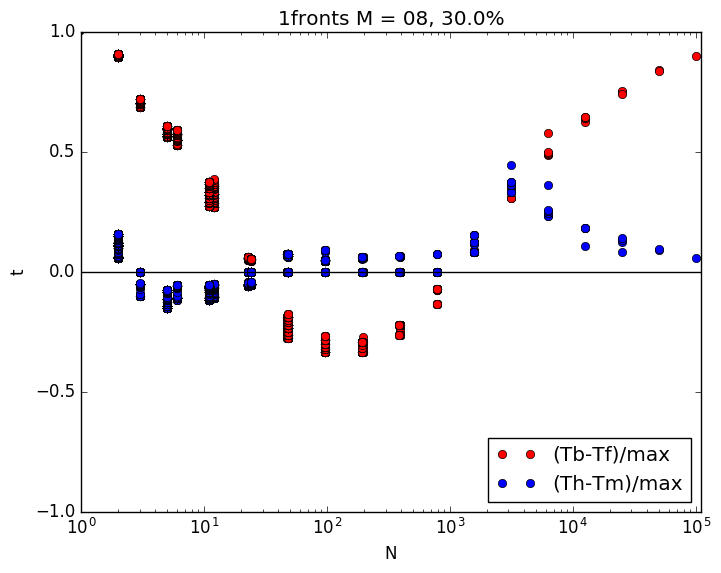 1fronts M = 08, 30.0%
1.0
0.5
0.0
−0.5
−1.0
t
10^0
10^1
10^2
10^3
10^4
10^5
N
(Tb-Tf)/max
(Th-Tm)/max